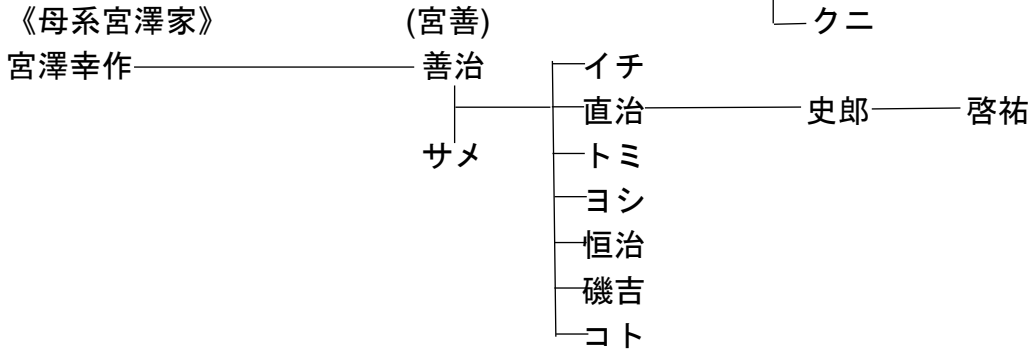 《母系宮澤家》 (宮善) クニ
宮澤幸作 善治 イチ
直治 史郎 啓祐
サメ トミ
ヨシ
恒治
磯吉
コト